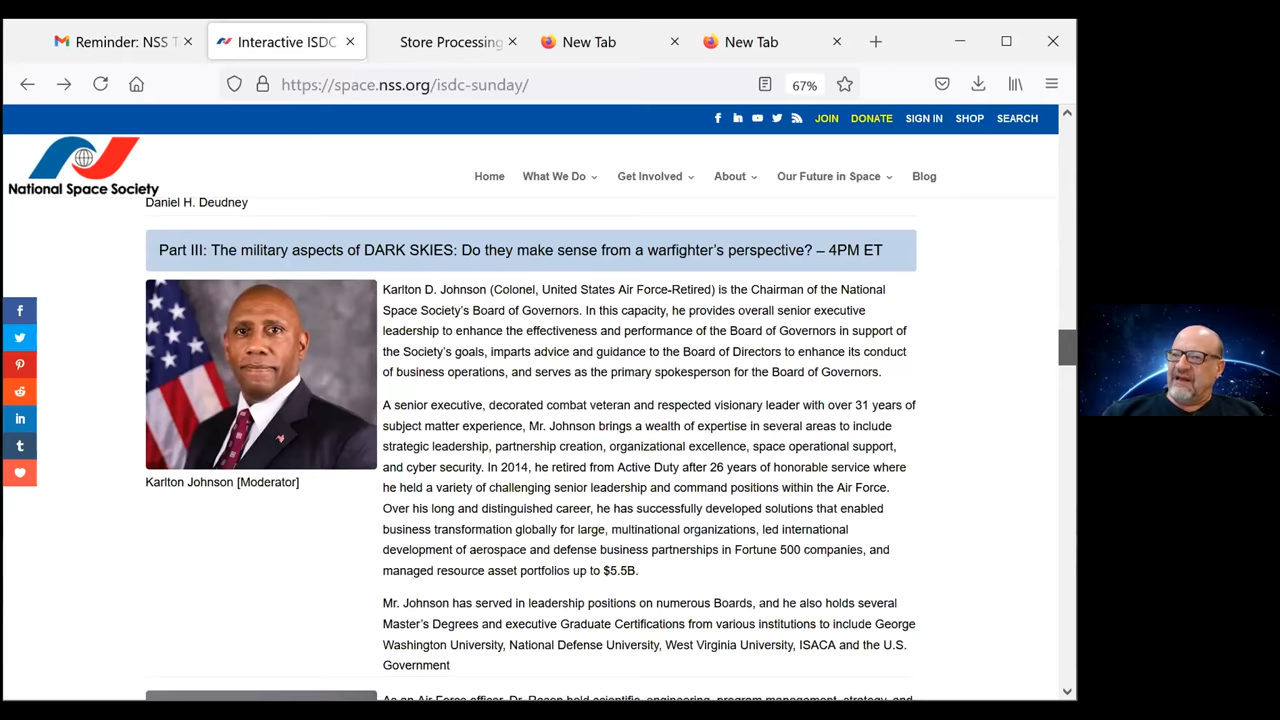 Reminder: NSS T
Interactive ISDC
Store Processing
New Tab
New Tab
https://space.nss.org/isdc-sunday/
67%
JOIN
DONATE
SIGN IN
SHOP
SEARCH
National Space Society
Home
What We Do
Get Involved
About
Our Future in Space
Blog
Daniel H. Deudney
Part III: The military aspects of DARK SKIES: Do they make sense from a warfighter's perspective? – 4PM ET
Karlton D. Johnson (Colonel, United States Air Force-Retired) is the Chairman of the National
Space Society's Board of Governors. In this capacity, he provides overall senior executive
leadership to enhance the effectiveness and performance of the Board of Governors in support of
the Society's goals, imparts advice and guidance to the Board of Directors to enhance its conduct
of business operations, and serves as the primary spokesperson for the Board of Governors.
A senior executive, decorated combat veteran and respected visionary leader with over 31 years of
subject matter experience, Mr. Johnson brings a wealth of expertise in several areas to include
strategic leadership, partnership creation, organizational excellence, space operational support,
and cyber security. In 2014, he retired from Active Duty after 26 years of honorable service where
he held a variety of challenging senior leadership and command positions within the Air Force.
Over his long and distinguished career, he has successfully developed solutions that enabled
business transformation globally for large, multinational organizations, led international
development of aerospace and defense business partnerships in Fortune 500 companies, and
managed resource asset portfolios up to $5.5B.
Karlton Johnson [Moderator]
Mr. Johnson has served in leadership positions on numerous Boards, and he also holds several
Master's Degrees and executive Graduate Certifications from various institutions to include George
Washington University, National Defense University, West Virginia University, ISACA and the U.S.
Government
As an Air Force officer, Dr. Rosen held scientific, engineering, program management, strategy, and